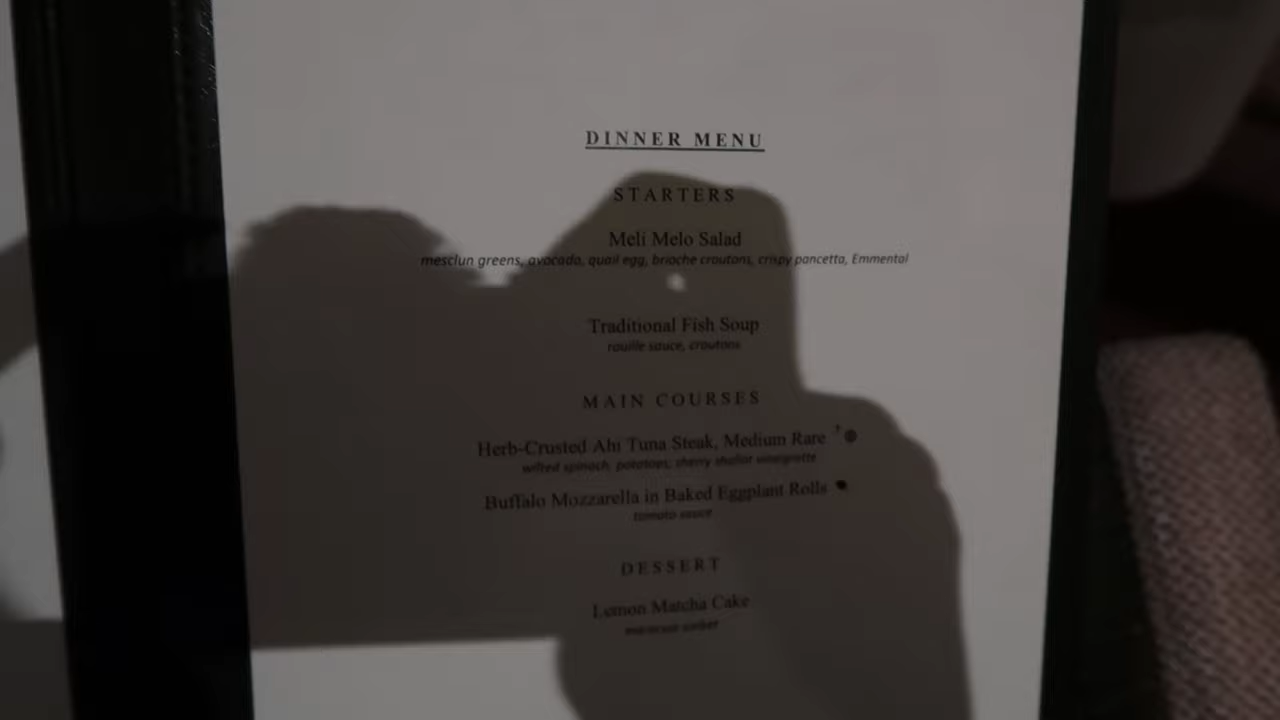 DINNER MENU
STARTERS
Meli Melo Salad
mesclun greens, avocado, quail egg, brioche croutons, crispy pancetta, Emmental
Traditional Fish Soup
rouille sauce, croutons
MAIN COURSES
Herb-Crusted Ahi Tuna Steak, Medium Rare
wilted spinach, potatoes, sherry shallot vinaigrette
Buffalo Mozzarella in Baked Eggplant Rolls
tomato sauce
DESSERT
Lemon Matcha Cake
sorbet